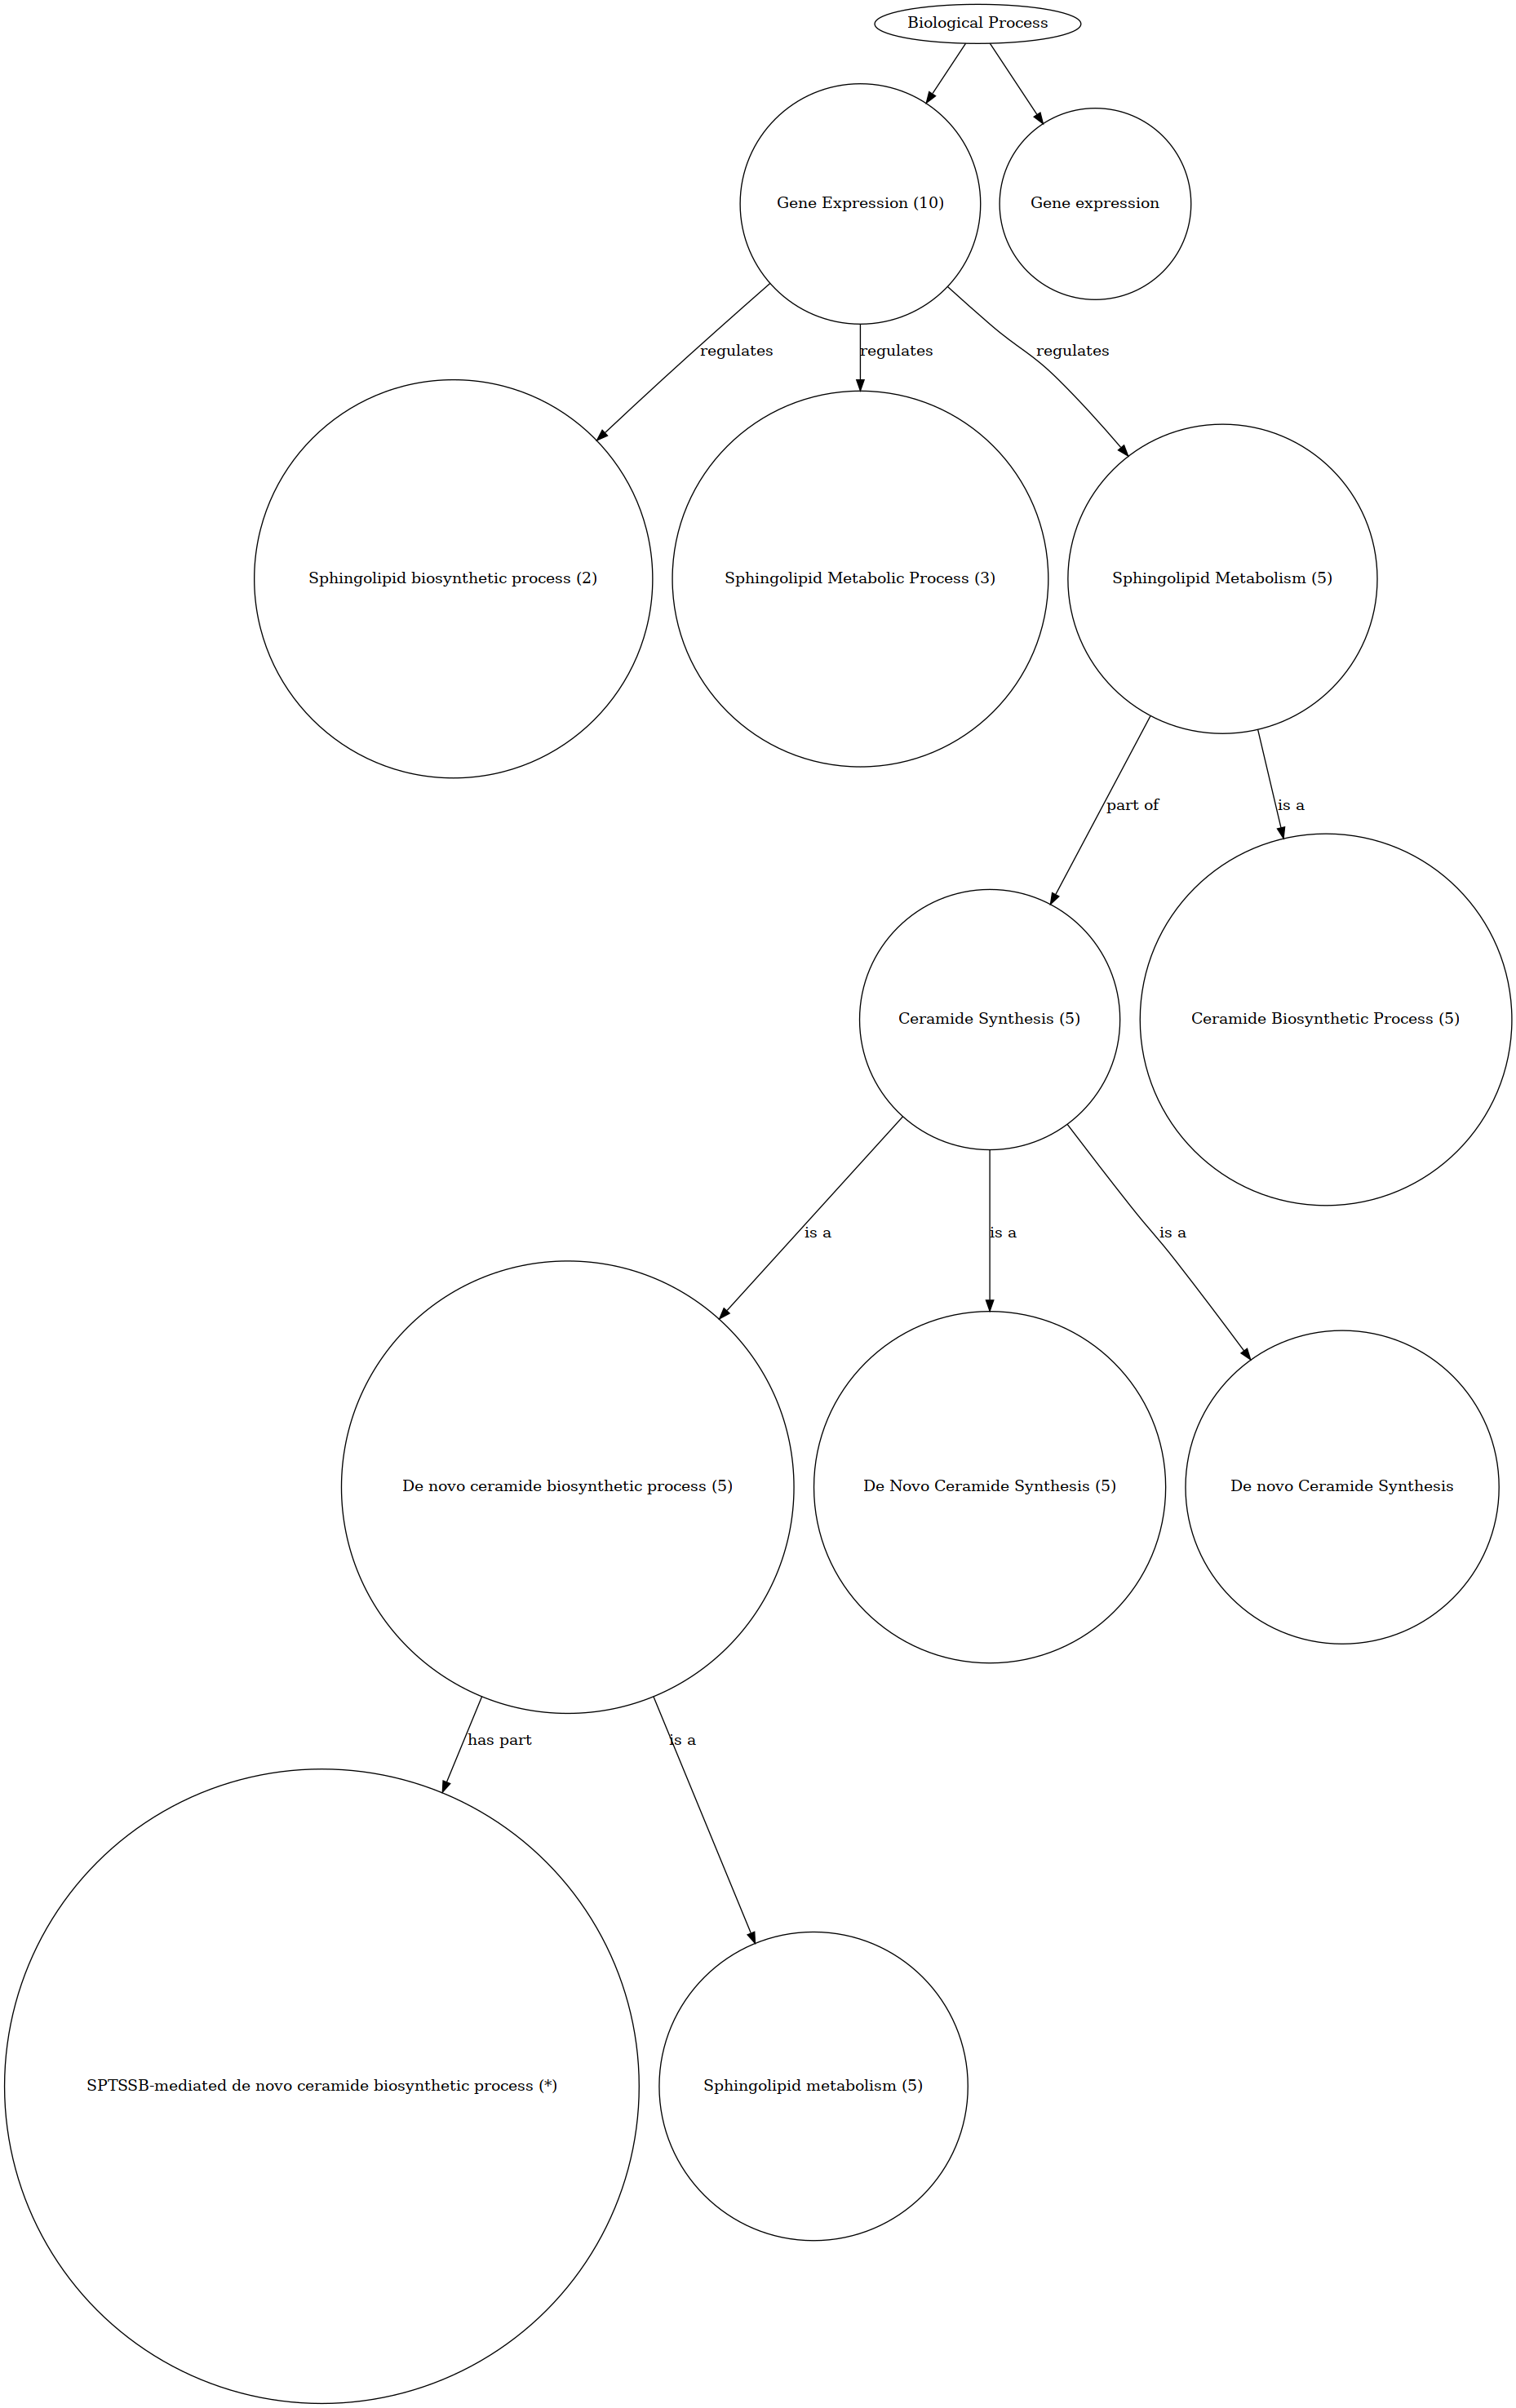 Biological Process
Gene Expression (10)
Gene expression
regulates
regulates
regulates
Sphingolipid biosynthetic process (2)
Sphingolipid Metabolic Process (3)
Sphingolipid Metabolism (5)
part of
is a
Ceramide Synthesis (5)
Ceramide Biosynthetic Process (5)
is a
is a
is a
De novo ceramide biosynthetic process (5)
De Novo Ceramide Synthesis (5)
De novo Ceramide Synthesis
has part
is a
SPTSSB-mediated de novo ceramide biosynthetic process (*)
Sphingolipid metabolism (5)